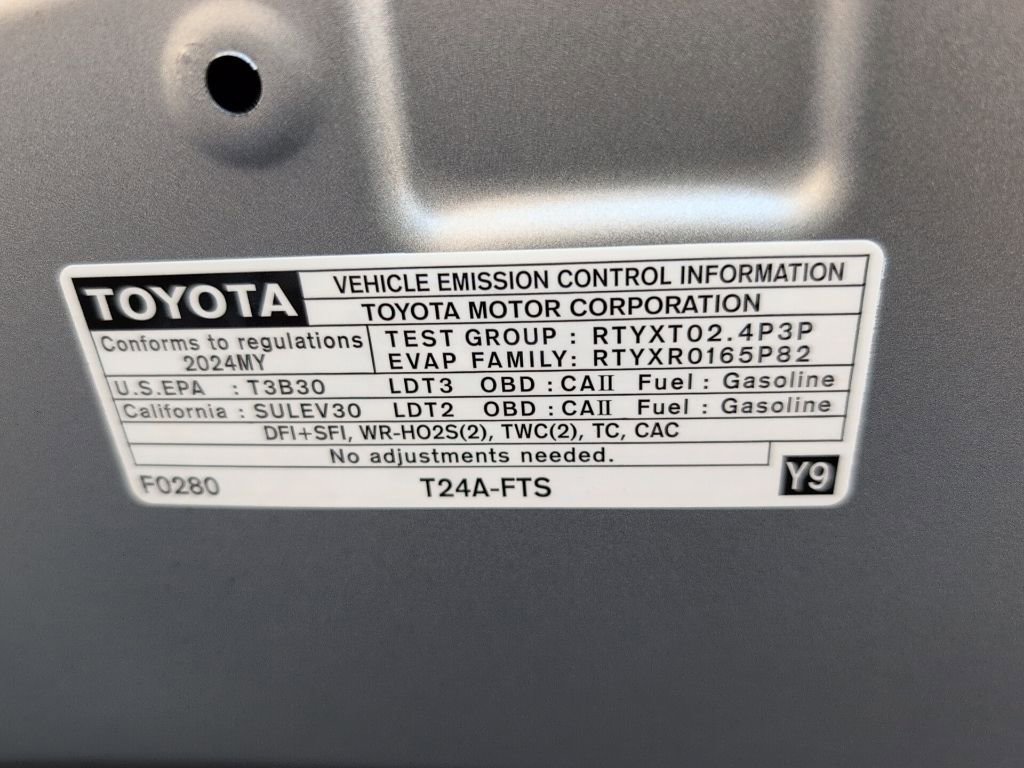 TOYOTA
VEHICLE EMISSION CONTROL INFORMATION
TOYOTA MOTOR CORPORATION
Conforms to regulations
2024MY
TEST GROUP : RTYXT02.4P3P
EVAP FAMILY: RTYXR0165P82
U.S.EPA : T3B30 LDT3 OBD : CAII Fuel : Gasoline
California : SULEV30 LDT2 OBD : CAII Fuel : Gasoline
DFI+SFI, WR-HO2S(2), TWC(2), TC, CAC
No adjustments needed.
F0280 T24A-FTS Y9